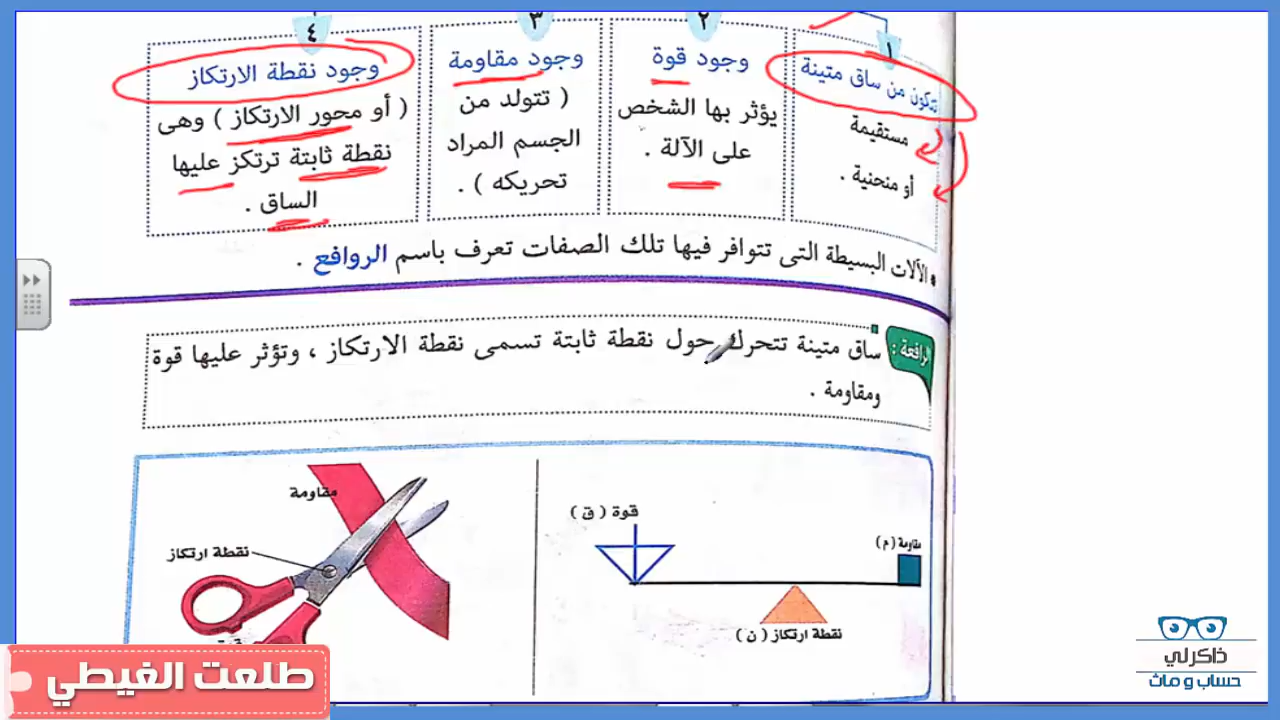 ١
تتكون من ساق متينة
مستقيمة
أو منحنية .
٢
وجود قوة
يؤثر بها الشخص
على الآلة .
٣
وجود مقاومة
( تتولد من
الجسم المراد
تحريكه ) .
٤
وجود نقطة الارتكاز
( أو محور الارتكاز ) وهى
نقطة ثابتة ترتكز عليها
الساق .
• الآلات البسيطة التى تتوافر فيها تلك الصفات تعرف باسم الروافع .
الرافعة :
ساق متينة تتحرك حول نقطة ثابتة تسمى نقطة الارتكاز ، وتؤثر عليها قوة
ومقاومة .
قوة ( ق )
مقاومة ( م )
نقطة ارتكاز ( ن )
مقاومة
نقطة ارتكاز
طلعت الغيطي
ذاكرلي
حساب و ماث